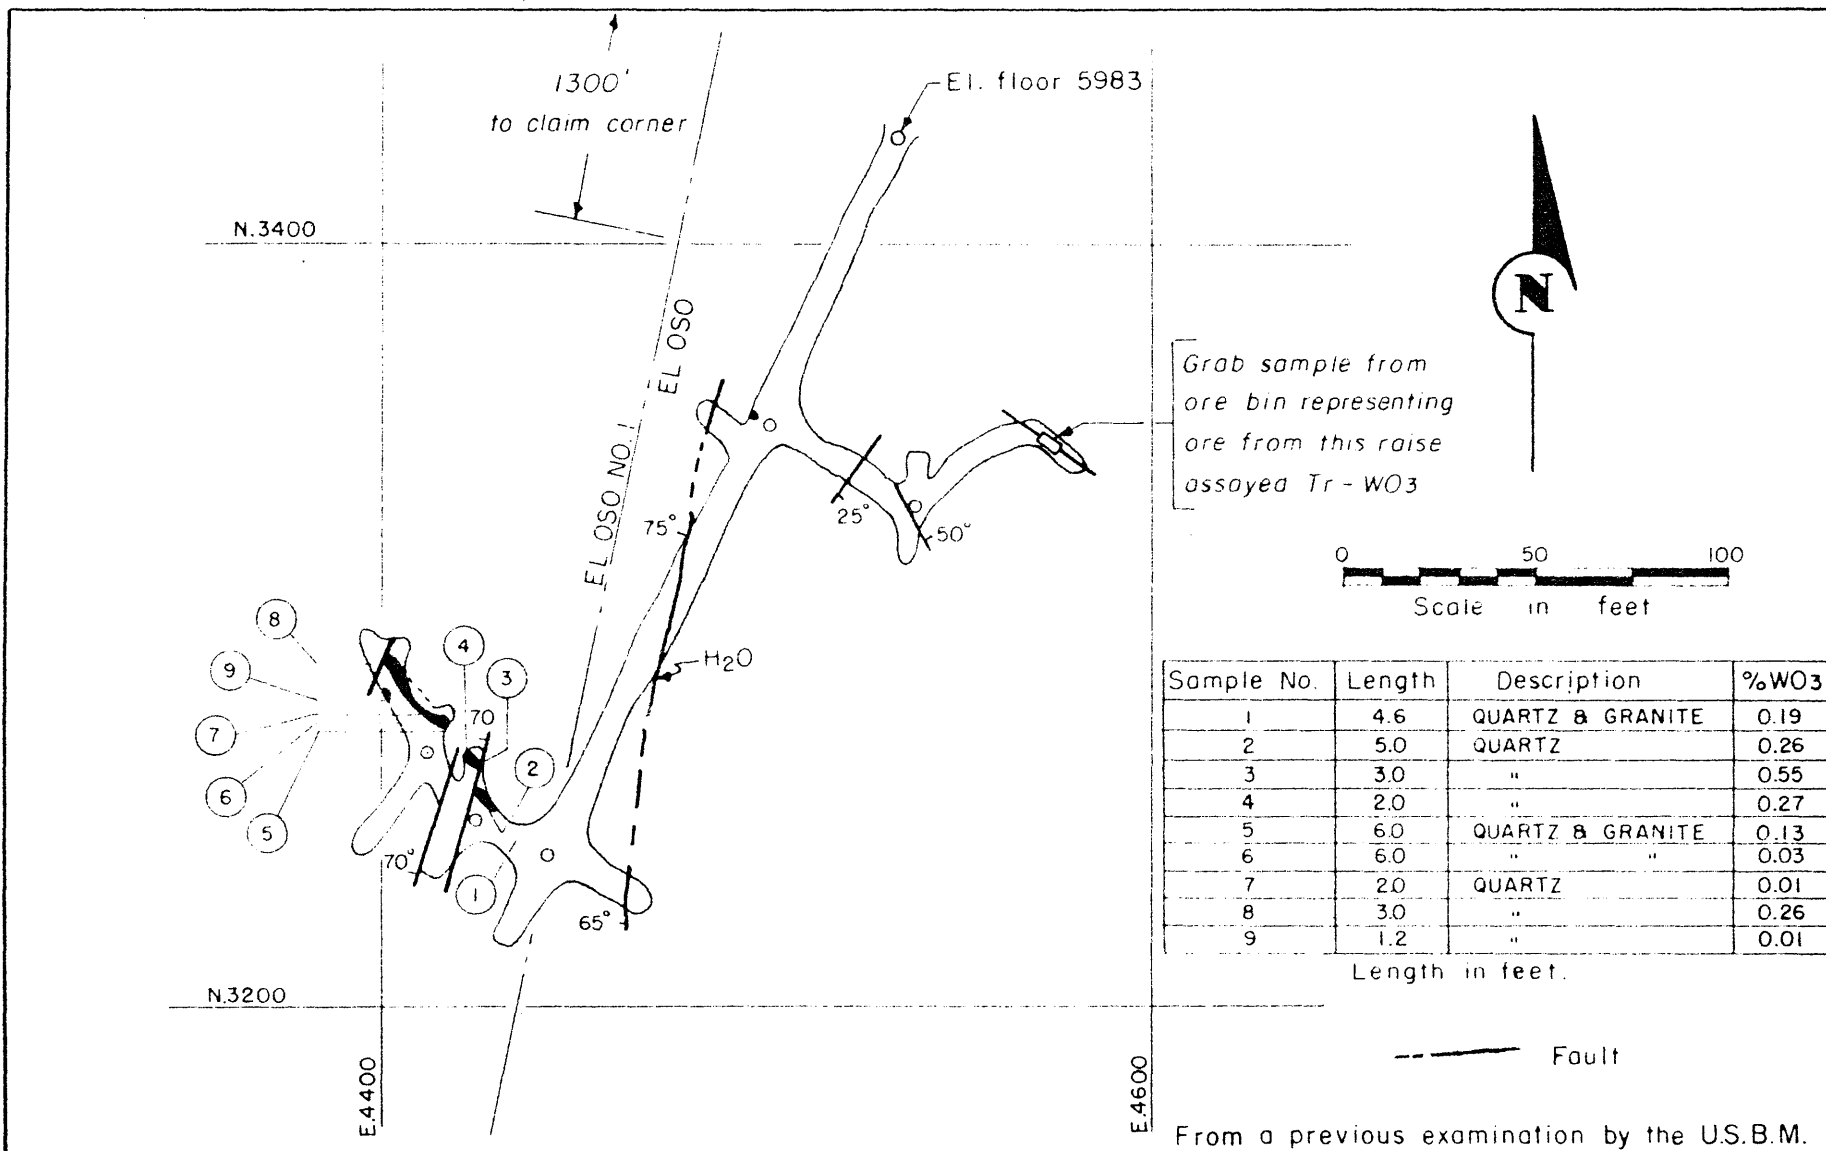 1300'
to claim corner
El. floor 5983
N.3400
EL OSO
EL OSO NO.1
N
Grab sample from
ore bin representing
ore from this raise
assayed Tr-WO3
75°
25°
50°
0 50 100
Scale in feet
H2O
8
4
9
3
7
70
2
6
5
70°
1
65°
Sample No. Length Description %WO3
1 4.6 QUARTZ & GRANITE 0.19
2 5.0 QUARTZ 0.26
3 3.0 " 0.55
4 2.0 " 0.27
5 6.0 QUARTZ & GRANITE 0.13
6 6.0 " " 0.03
7 2.0 QUARTZ 0.01
8 3.0 " 0.26
9 1.2 " 0.01
Length in feet.
N.3200
E.4400
E.4600
Fault
From a previous examination by the U.S.B.M.